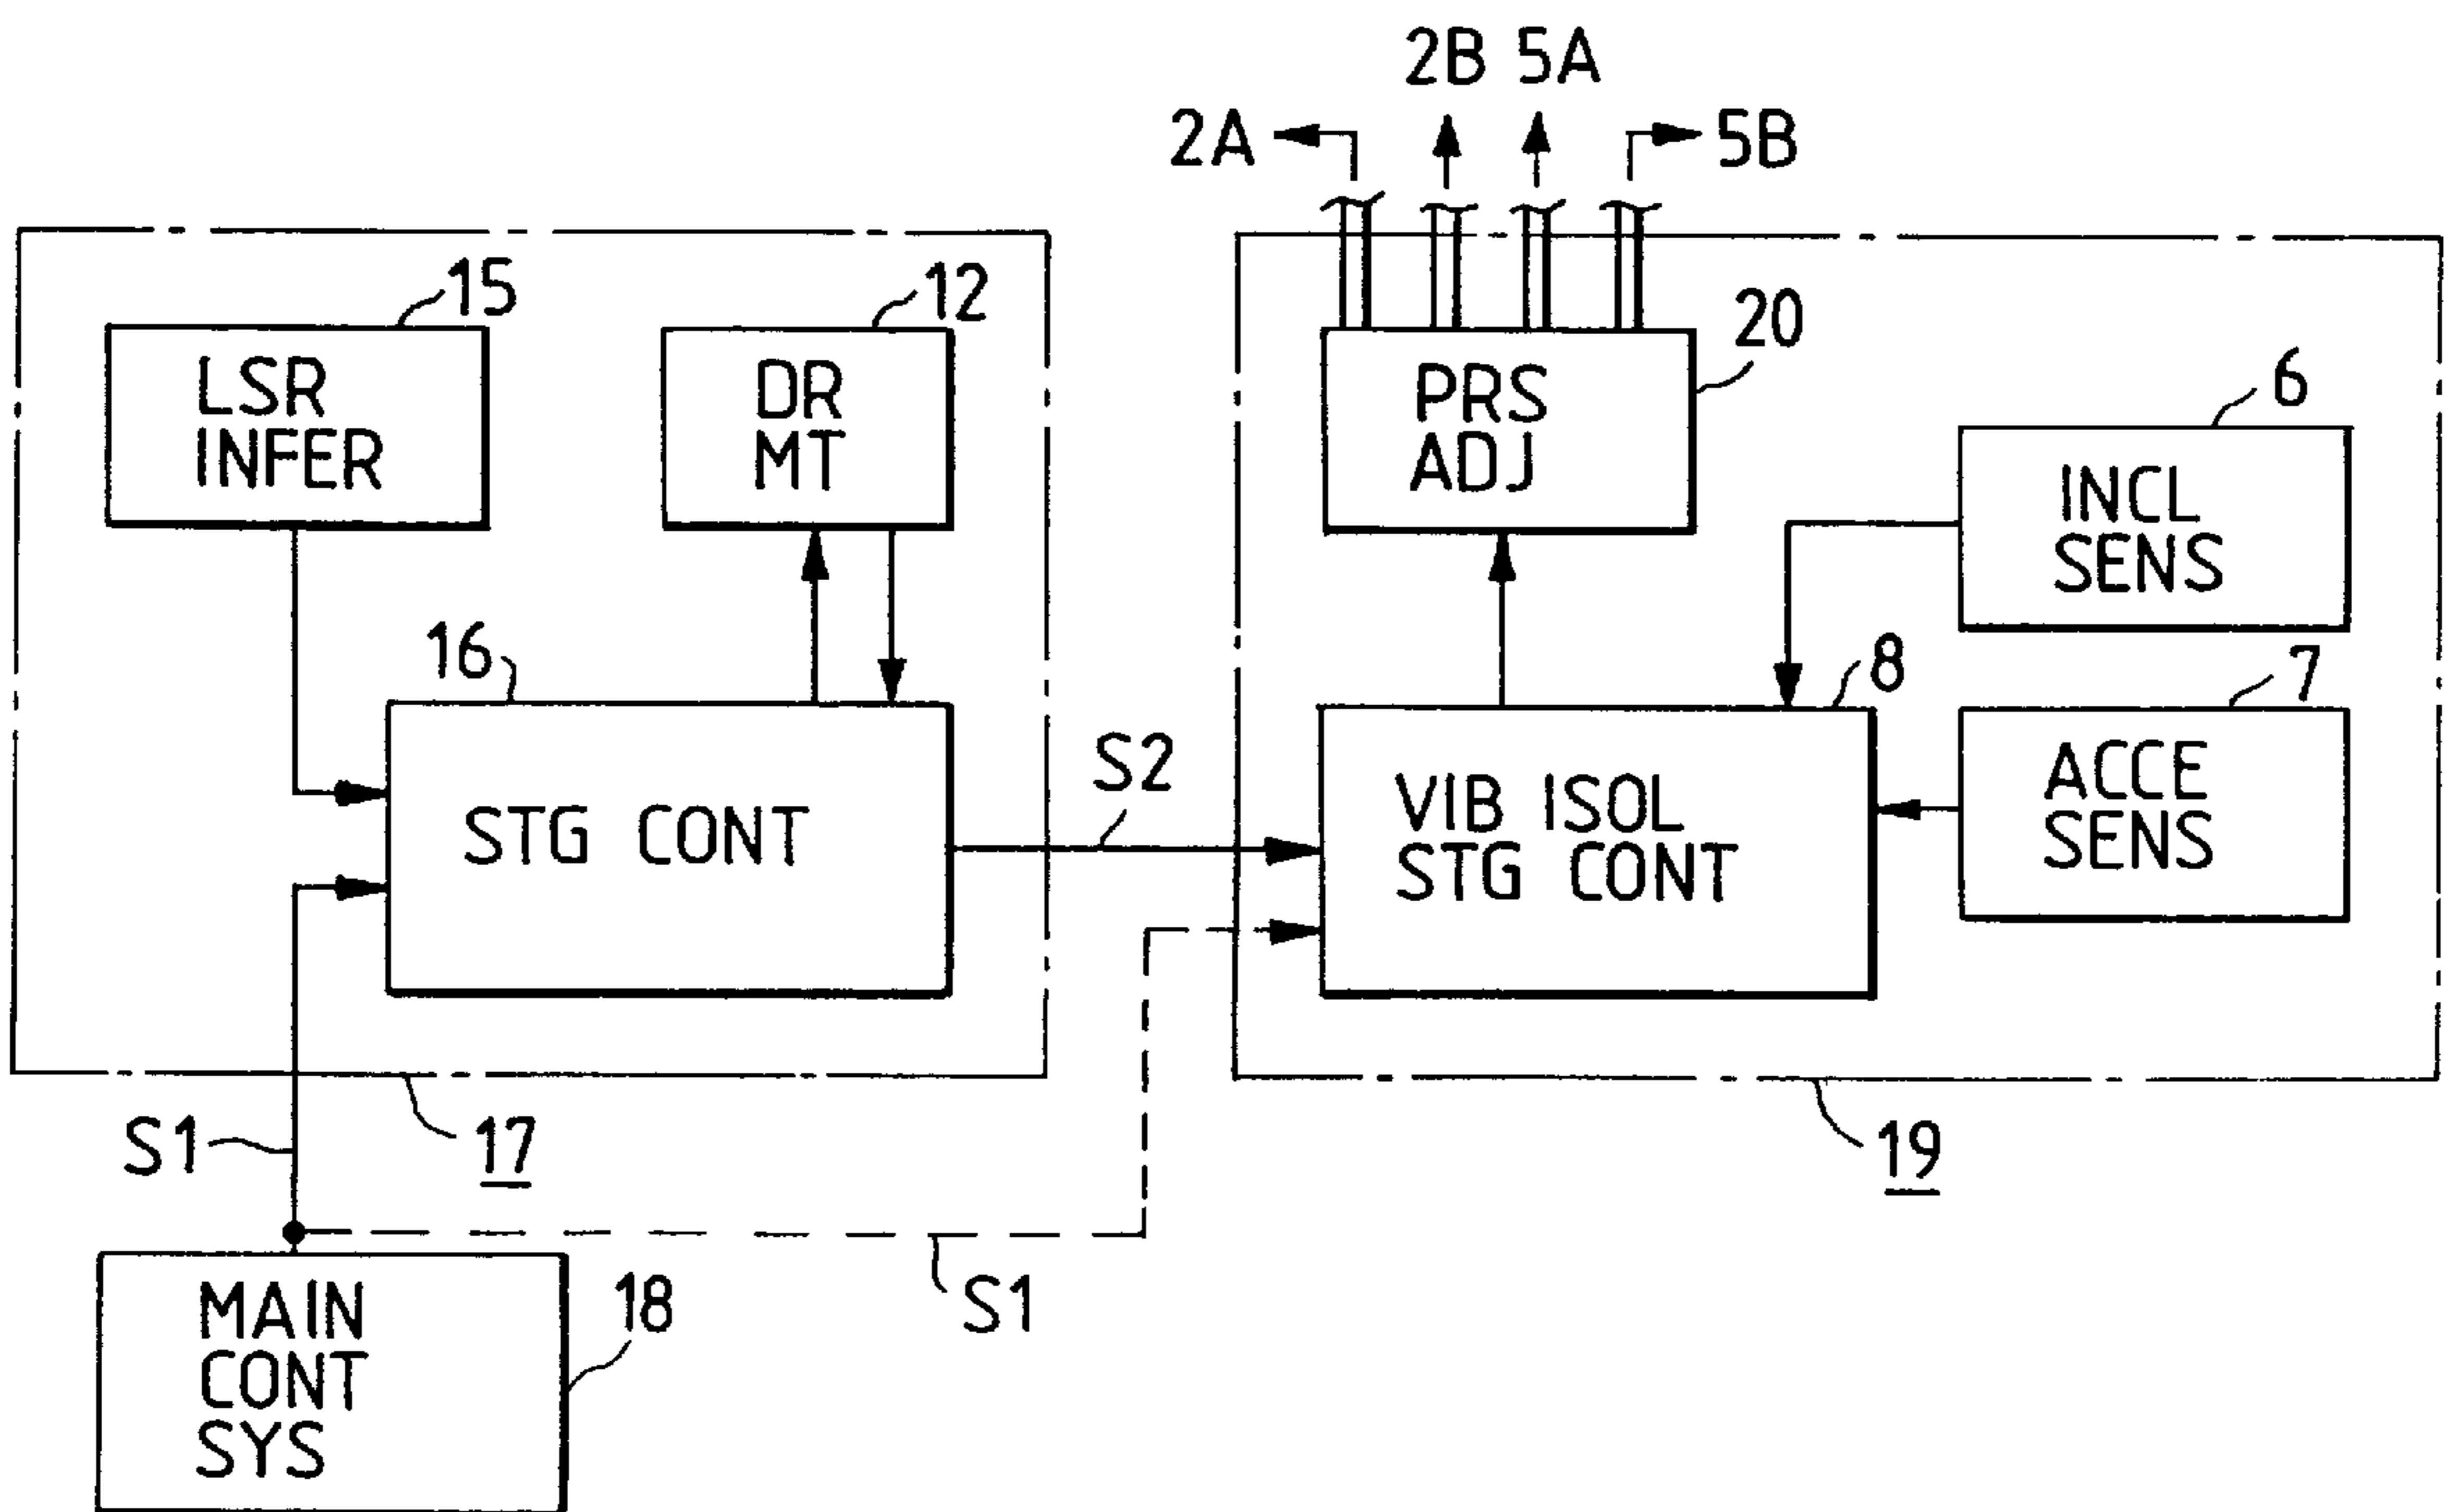 2B 5A
2A
5B
15
12
20
LSR
INFER
DR
MT
PRS
ADJ
6
INCL
SENS
16
8
7
STG CONT
S2
VIB ISOL
STG CONT
ACCE
SENS
S1
17
19
S1
18
MAIN
CONT
SYS